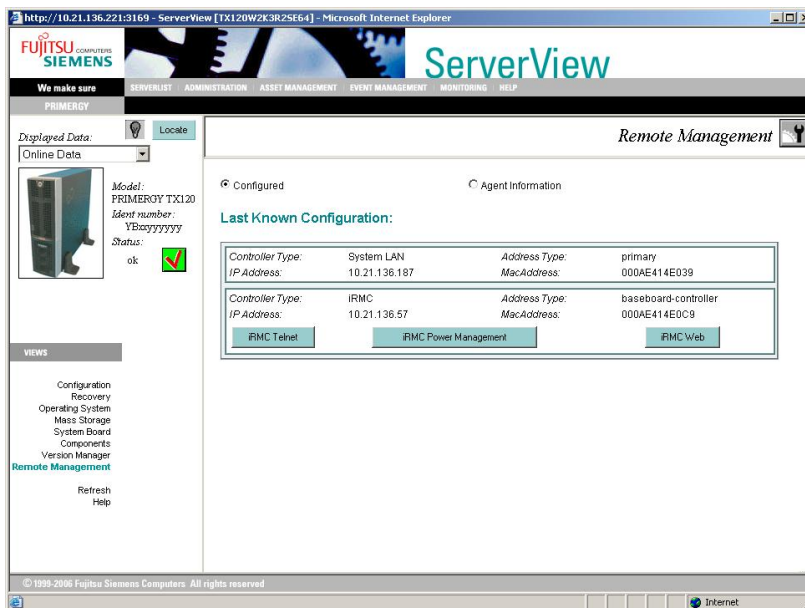 http://10.21.136.221:3169 - ServerView [TX120W2K3R2SE64] - Microsoft Internet Explorer
FUJITSU COMPUTERS
SIEMENS
ServerView
We make sure
SERVERLIST ADMINISTRATION ASSET MANAGEMENT EVENT MANAGEMENT MONITORING HELP
PRIMERGY
Displayed Data:
Locate
Online Data
Remote Management
Model:
PRIMERGY TX120
Ident number:
YBxxyyyyyy
Status:
ok
Configured
Agent Information
Last Known Configuration:
Controller Type: System LAN Address Type: primary
IP Address: 10.21.136.187 MacAddress: 000AE414E039
Controller Type: iRMC Address Type: baseboard-controller
IP Address: 10.21.136.57 MacAddress: 000AE414E0C9
iRMC Telnet iRMC Power Management iRMC Web
VIEWS
Configuration
Recovery
Operating System
Mass Storage
System Board
Components
Version Manager
Remote Management
Refresh
Help
© 1999-2006 Fujitsu Siemens Computers All rights reserved
Internet